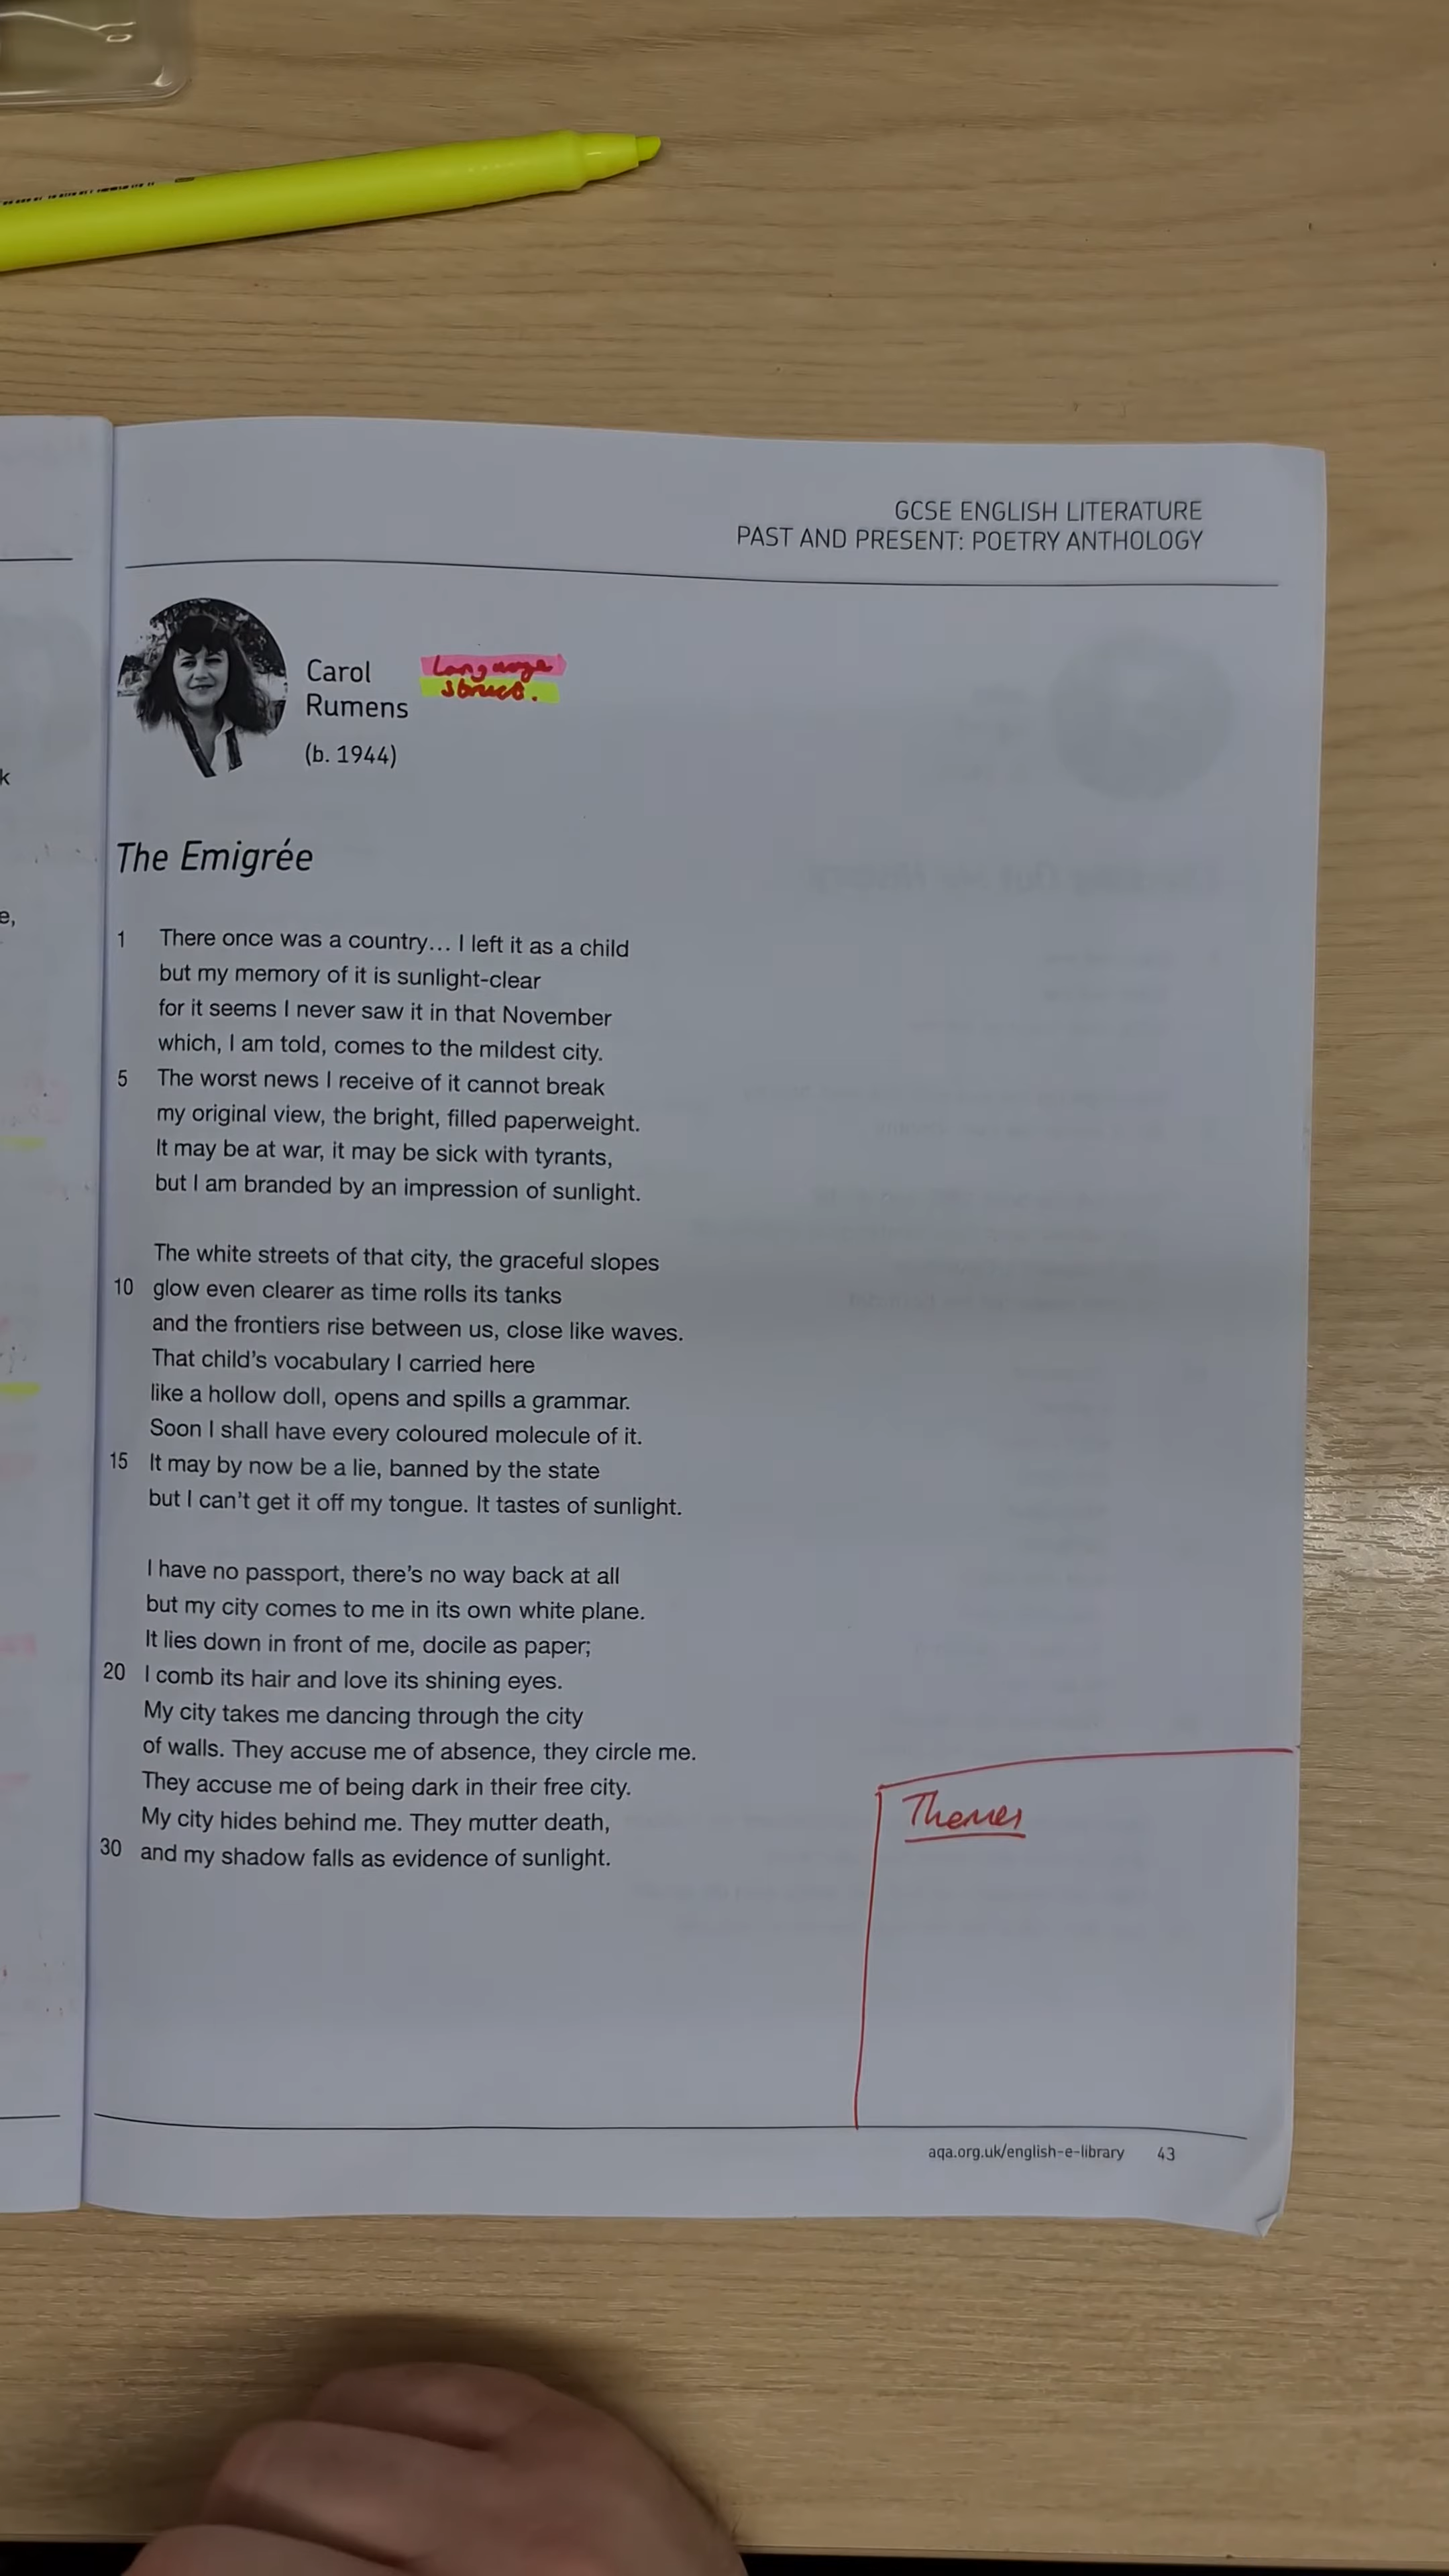 GCSE ENGLISH LITERATURE
PAST AND PRESENT: POETRY ANTHOLOGY
Carol
Rumens
(b. 1944)
Language
struct.
The Emigrée
1 There once was a country… I left it as a child
but my memory of it is sunlight-clear
for it seems I never saw it in that November
which, I am told, comes to the mildest city.
5 The worst news I receive of it cannot break
my original view, the bright, filled paperweight.
It may be at war, it may be sick with tyrants,
but I am branded by an impression of sunlight.
The white streets of that city, the graceful slopes
10 glow even clearer as time rolls its tanks
and the frontiers rise between us, close like waves.
That child's vocabulary I carried here
like a hollow doll, opens and spills a grammar.
Soon I shall have every coloured molecule of it.
15 It may by now be a lie, banned by the state
but I can't get it off my tongue. It tastes of sunlight.
I have no passport, there's no way back at all
but my city comes to me in its own white plane.
It lies down in front of me, docile as paper;
20 I comb its hair and love its shining eyes.
My city takes me dancing through the city
of walls. They accuse me of absence, they circle me.
They accuse me of being dark in their free city.
My city hides behind me. They mutter death,
30 and my shadow falls as evidence of sunlight.
Themes
aqa.org.uk/english-e-library 43